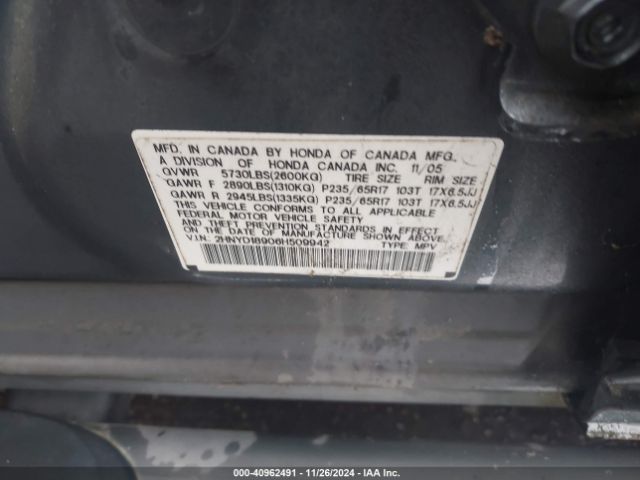 MFD. IN CANADA BY HONDA OF CANADA MFG.,
A DIVISION OF HONDA CANADA INC. 11/05
GVWR 5730LBS(2600KG) TIRE SIZE RIM SIZE
GAWR F 2890LBS(1310KG) P235/65R17 103T 17X6.5JJ
GAWR R 2945LBS(1335KG) P235/65R17 103T 17X6.5JJ
THIS VEHICLE CONFORMS TO ALL APPLICABLE
FEDERAL MOTOR VEHICLE SAFETY
AND THEFT PREVENTION STANDARDS IN EFFECT
ON THE DATE OF MANUFACTURE SHOWN ABOVE.
V.I.N. 2HNYD18906H509942 TYPE: MPV
000-40962491 - 11/26/2024 - IAA Inc.